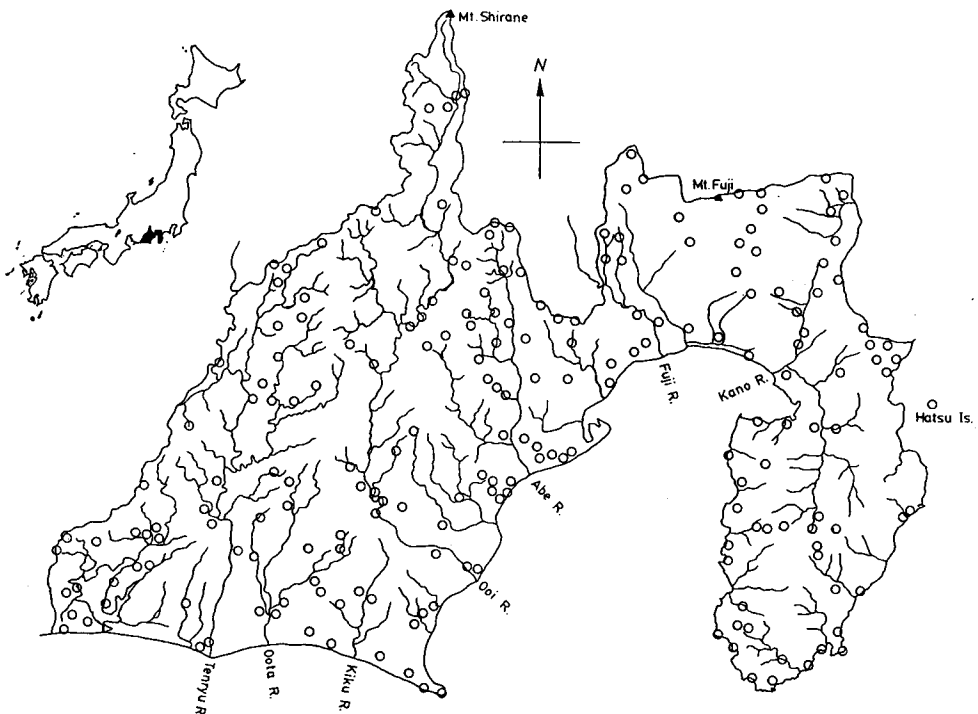 Mt. Shirane
N
Mt. Fuji
Hatsu Is.
Kano R.
Fuji R.
Abe R.
Ooi R.
Kiku R.
Oota R.
Tenryu R.